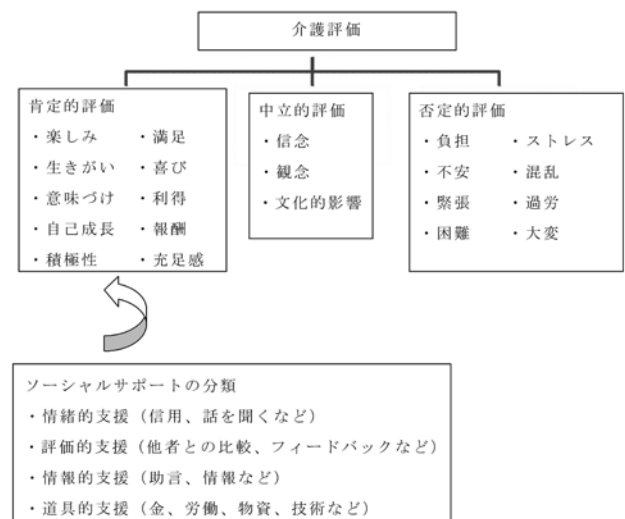 介護評価
肯定的評価
・楽しみ ・満足
・生きがい ・喜び
・意味づけ ・利得
・自己成長 ・報酬
・積極性 ・充足感
中立的評価
・信念
・観念
・文化的影響
否定的評価
・負担 ・ストレス
・不安 ・混乱
・緊張 ・過労
・困難 ・大変
ソーシャルサポートの分類
・情緒的支援（信用、話を聞くなど）
・評価的支援（他者との比較、フィードバックなど）
・情報的支援（助言、情報など）
・道具的支援（金、労働、物資、技術など）